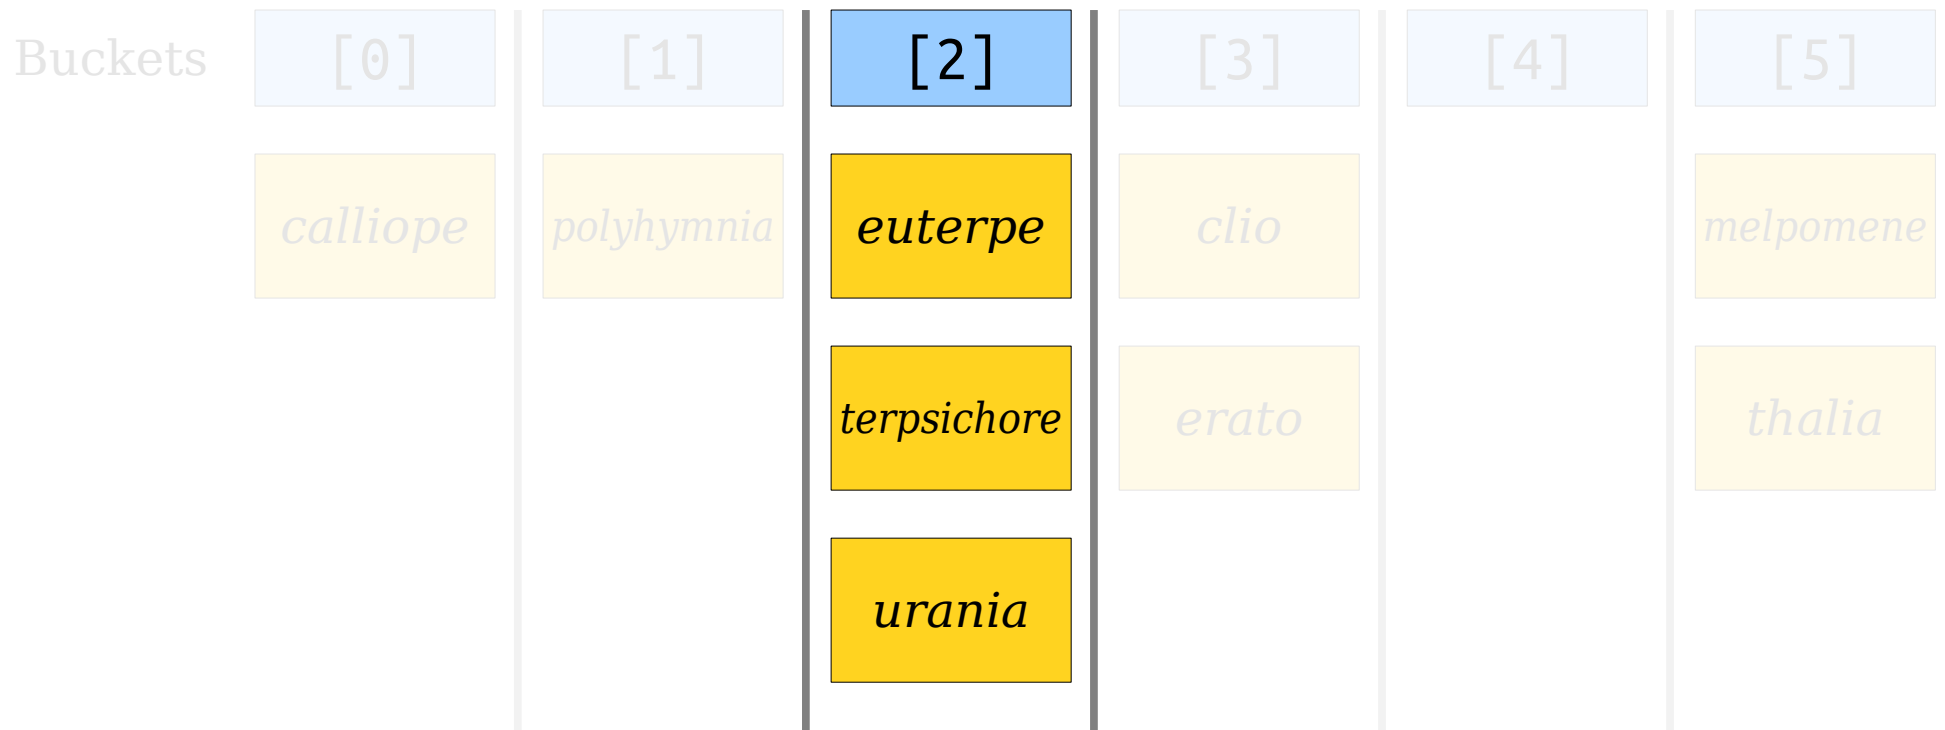 Buckets [0] [1] [2] [3] [4] [5]
calliope polyhymnia euterpe clio melpomene
terpsichore erato thalia
urania